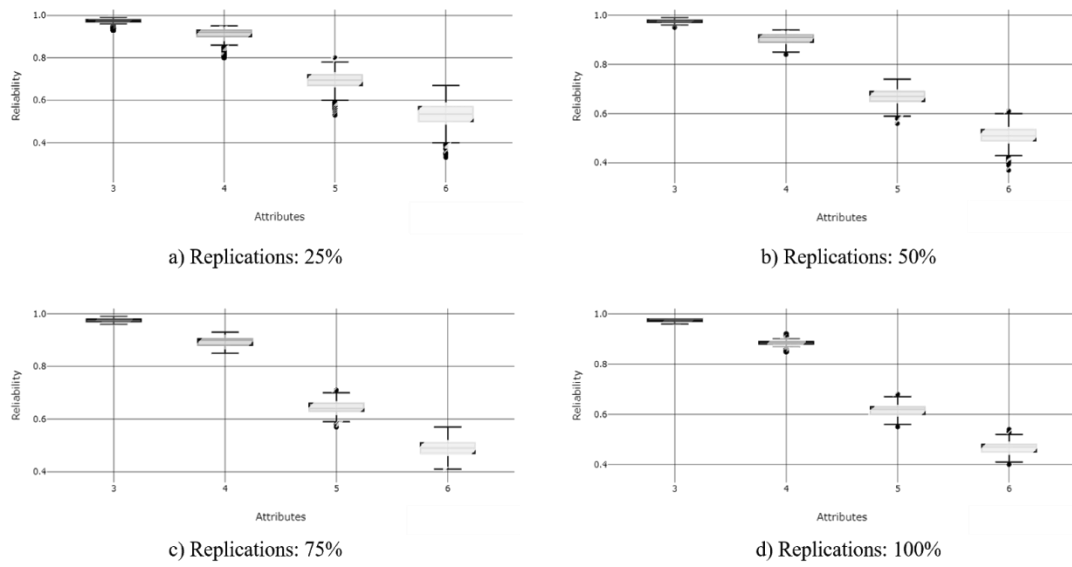 1.0
0.8
0.6
0.4
Reliability
3 4 5 6
Attributes
a) Replications: 25%
1.0
0.8
0.6
0.4
Reliability
3 4 5 6
Attributes
b) Replications: 50%
1.0
0.8
0.6
0.4
Reliability
3 4 5 6
Attributes
c) Replications: 75%
1.0
0.8
0.6
0.4
Reliability
3 4 5 6
Attributes
d) Replications: 100%